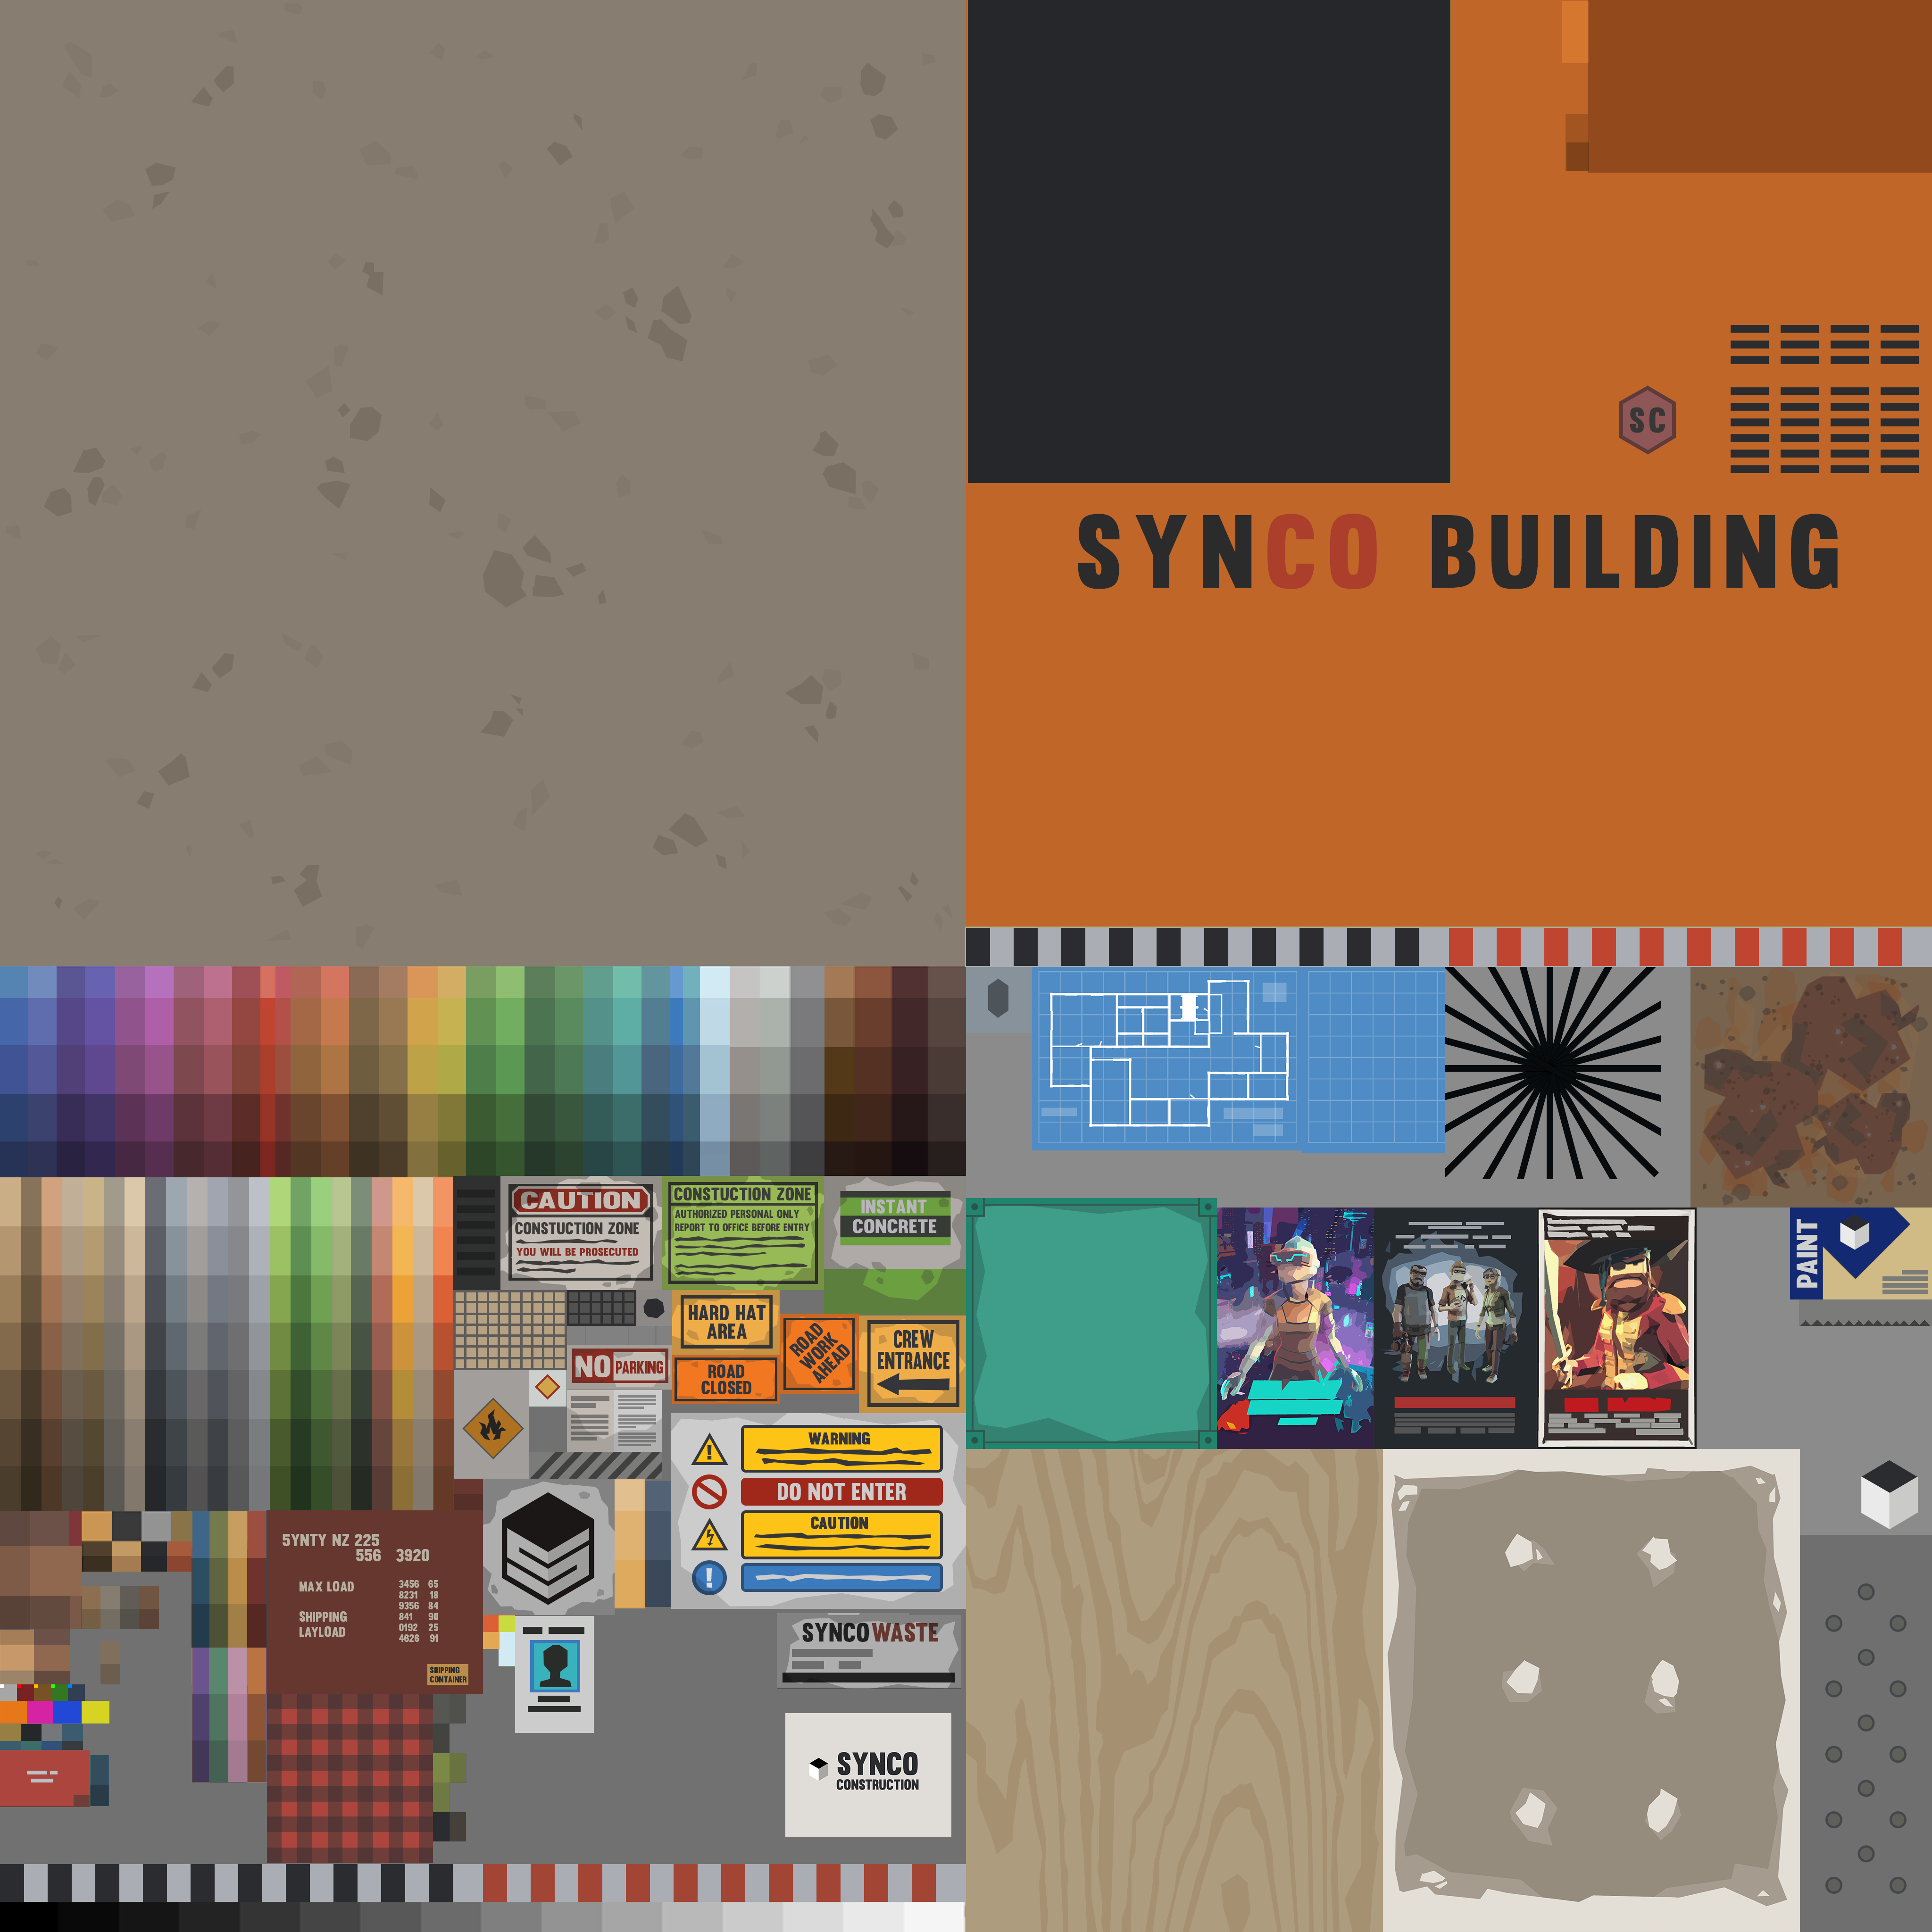 SC
SYNCO BUILDING
CAUTION
CONSTUCTION ZONE
YOU WILL BE PROSECUTED
CONSTUCTION ZONE
AUTHORIZED PERSONAL ONLY
REPORT TO OFFICE BEFORE ENTRY
INSTANT
CONCRETE
HARD HAT
AREA
ROAD
WORK
AHEAD
CREW
ENTRANCE
NO PARKING
ROAD
CLOSED
PAINT
WARNING
DO NOT ENTER
CAUTION
5YNTY NZ 225
556 3920
MAX LOAD
SHIPPING
LAYLOAD
3456 65
8231 18
9356 84
841 90
0192 25
4626 91
SHIPPING
CONTAINER
SYNCOWASTE
SYNCO
CONSTRUCTION